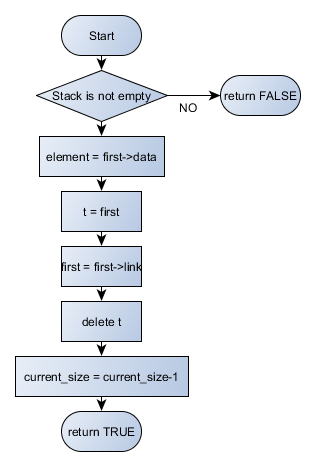 Start
Stack is not empty
return FALSE
NO
element = first->data
t = first
first = first->link
delete t
current_size = current_size-1
return TRUE